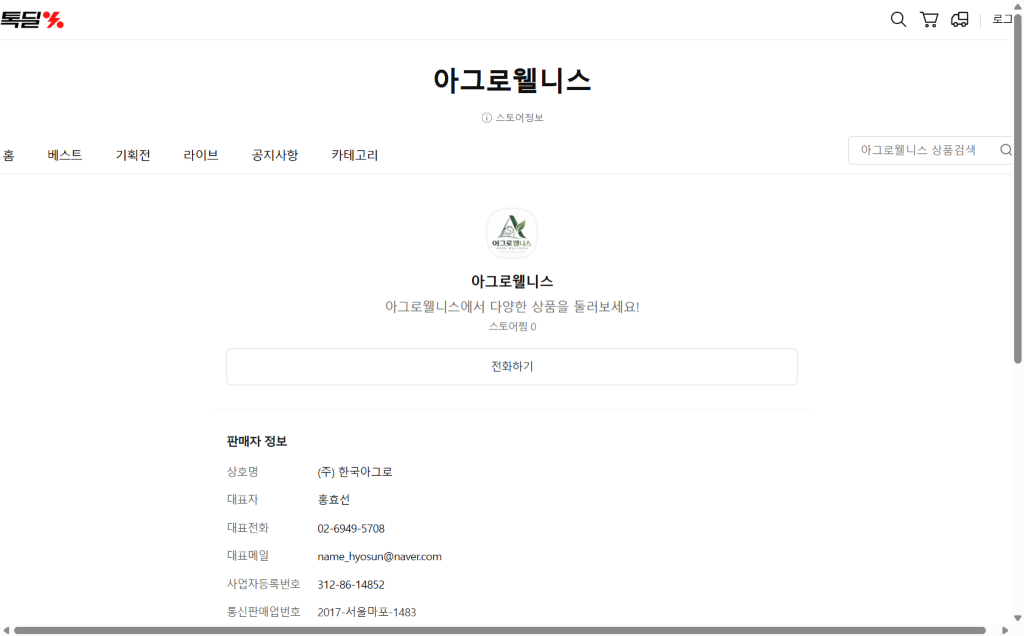 톡딜
로그
아그로웰니스
스토어정보
홈
베스트
기획전
라이브
공지사항
카테고리
아그로웰니스 상품검색
아그로웰니스
아그로웰니스
아그로웰니스에서 다양한 상품을 둘러보세요!
스토어찜 0
전화하기
판매자 정보
상호명 (주) 한국아그로
대표자 홍효선
대표전화 02-6949-5708
대표메일 name_hyosun@naver.com
사업자등록번호 312-86-14852
통신판매업번호 2017-서울마포-1483